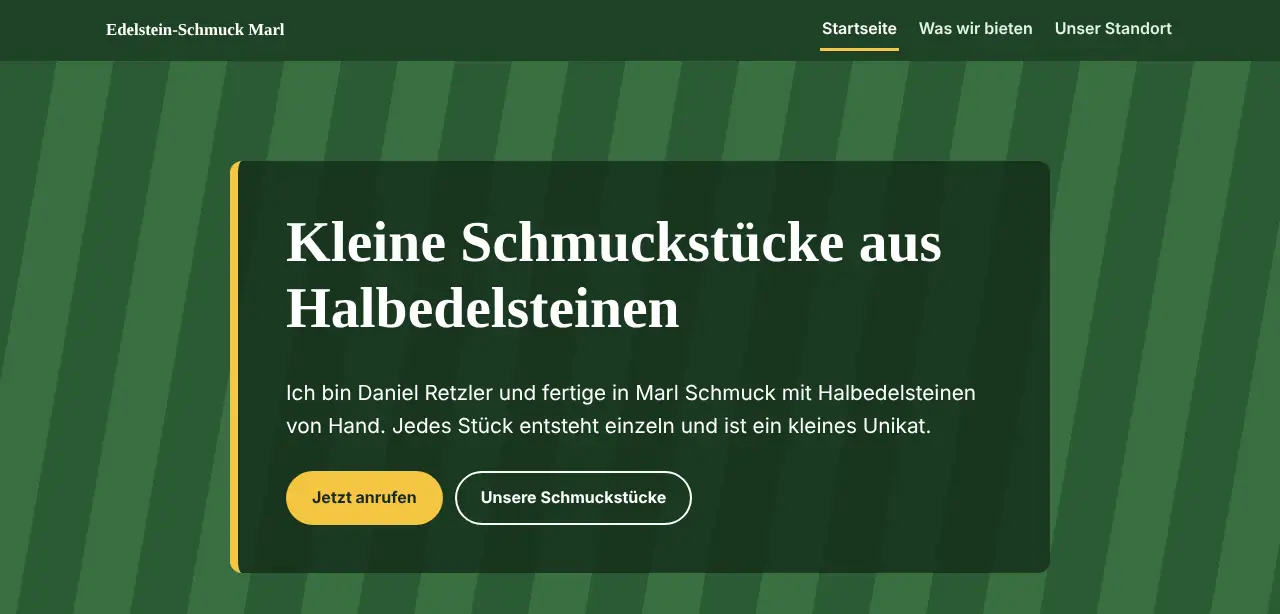 Edelstein-Schmuck Marl
Startseite
Was wir bieten
Unser Standort
Kleine Schmuckstücke aus
Halbedelsteinen
Ich bin Daniel Retzler und fertige in Marl Schmuck mit Halbedelsteinen
von Hand. Jedes Stück entsteht einzeln und ist ein kleines Unikat.
Jetzt anrufen
Unsere Schmuckstücke